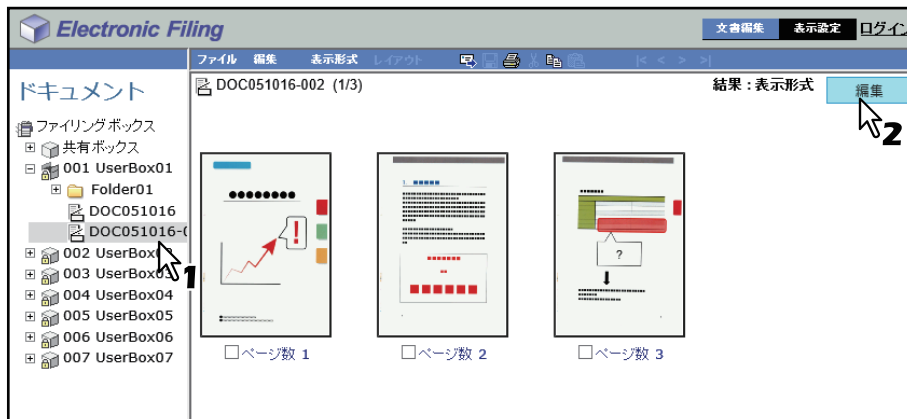 Electronic Filing
文書編集 表示設定 ログイン
ファイル 編集 表示形式 レイアウト |< < > >|
ドキュメント
DOC051016-002 (1/3)
結果：表示形式 編集
ファイリングボックス
共有ボックス
001 UserBox01
Folder01
DOC051016
DOC051016-(
002 UserBox02
003 UserBox03
004 UserBox04
005 UserBox05
006 UserBox06
007 UserBox07
1
2
!
1.
?
ページ数 1
ページ数 2
ページ数 3